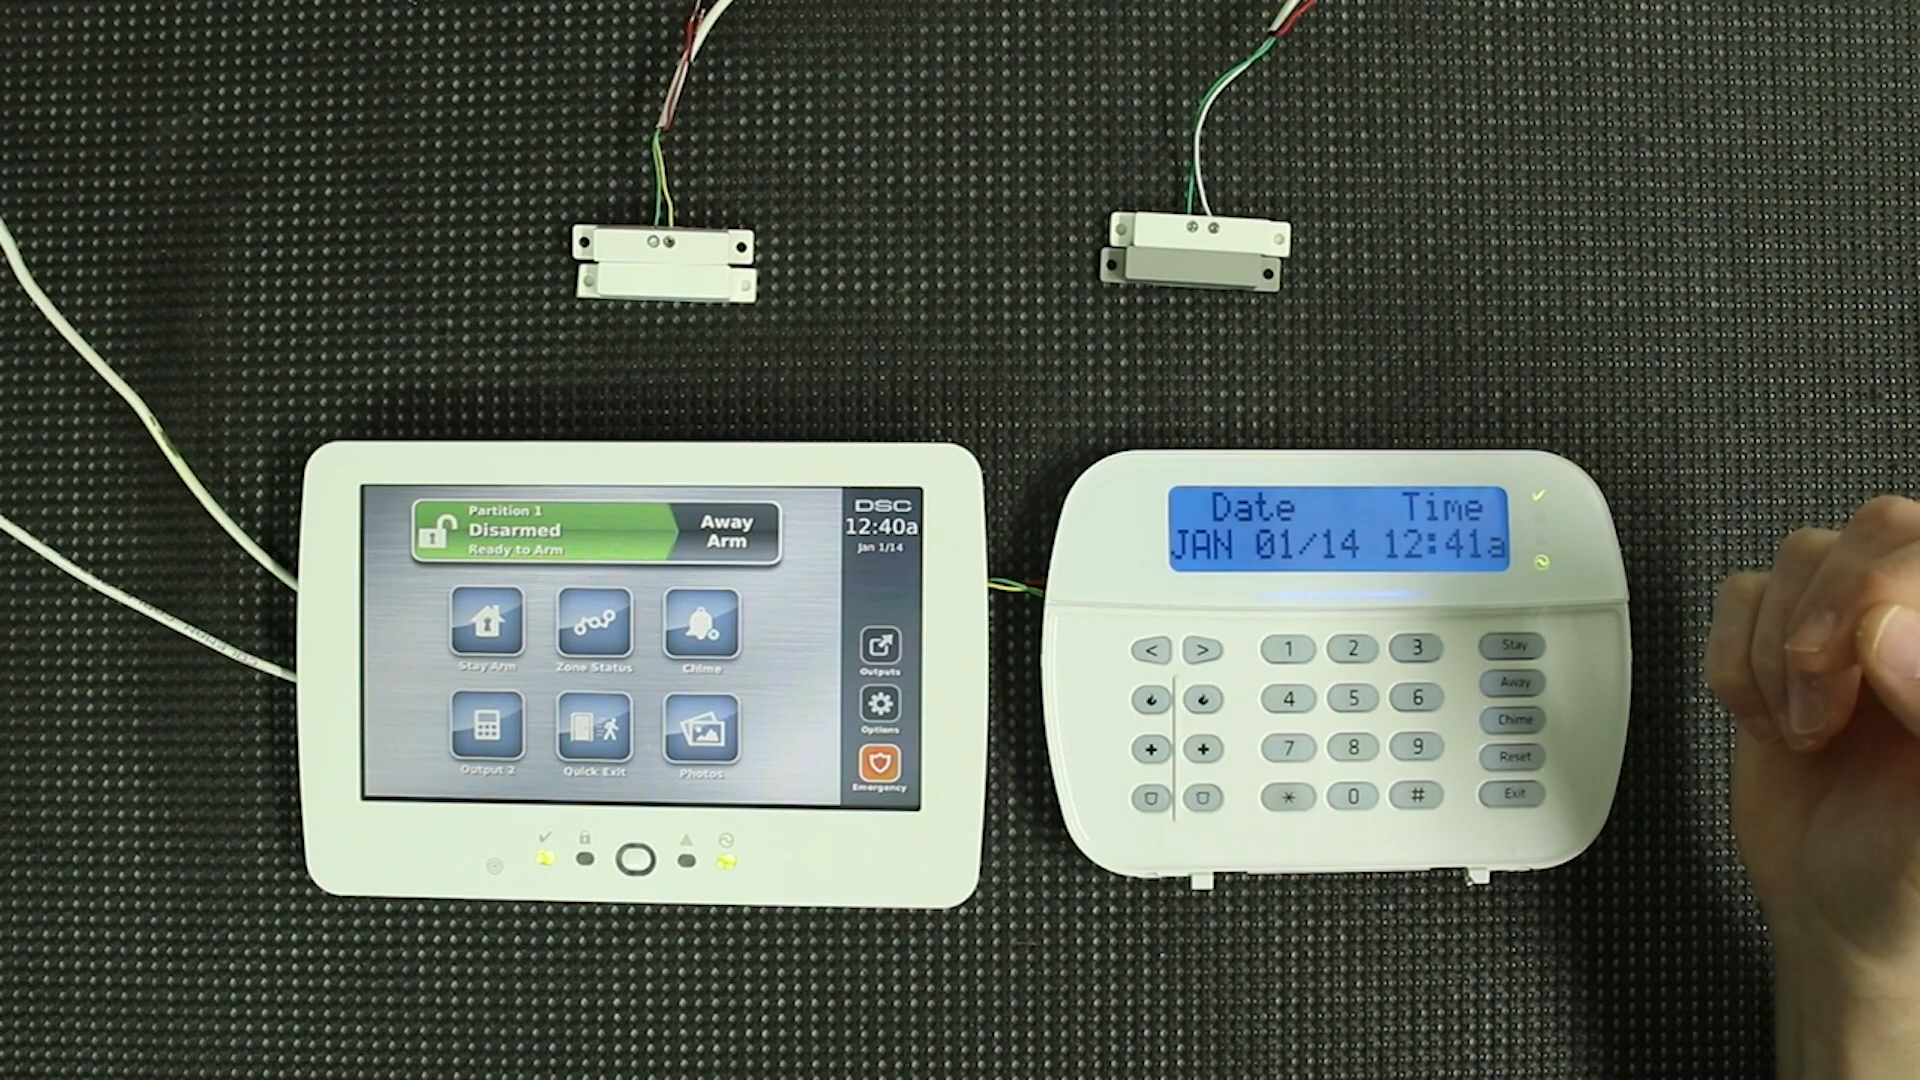 Partition 1
Disarmed
Ready to Arm
Away
Arm
DSC
12:40a
Jan 1/14
Stay Arm
Zone Status
Chime
Output 2
Quick Exit
Photos
Outputs
Options
Emergency
Date Time
JAN 01/14 12:41a
< > 1 2 3 Stay
4 5 6 Away
Chime
+ + 7 8 9 Reset
* 0 # Exit